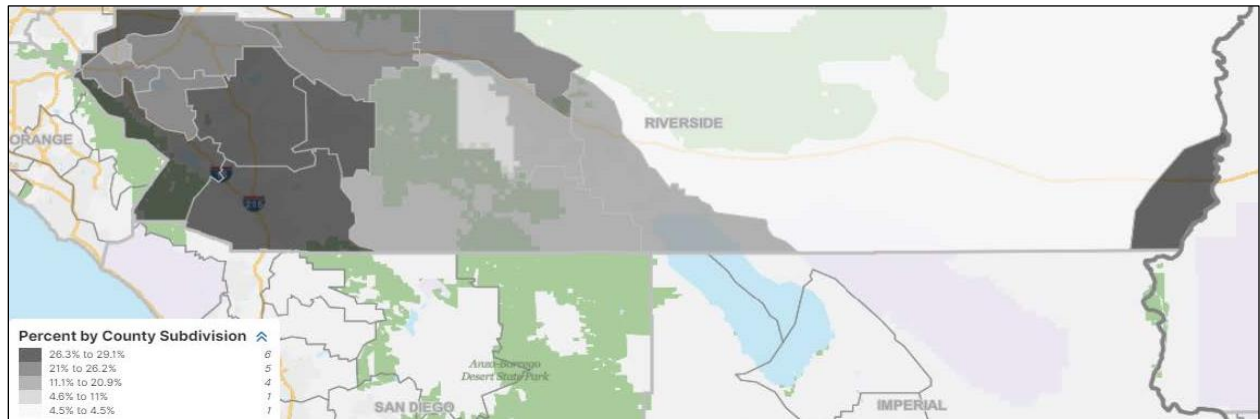 ORANGE
RIVERSIDE
215
Percent by County Subdivision
26.3% to 29.1% 6
21% to 26.2% 5
11.1% to 20.9% 4
4.6% to 11% 1
4.5% to 4.5% 1
Anza-Borrego
Desert State Park
SAN DIEGO
IMPERIAL